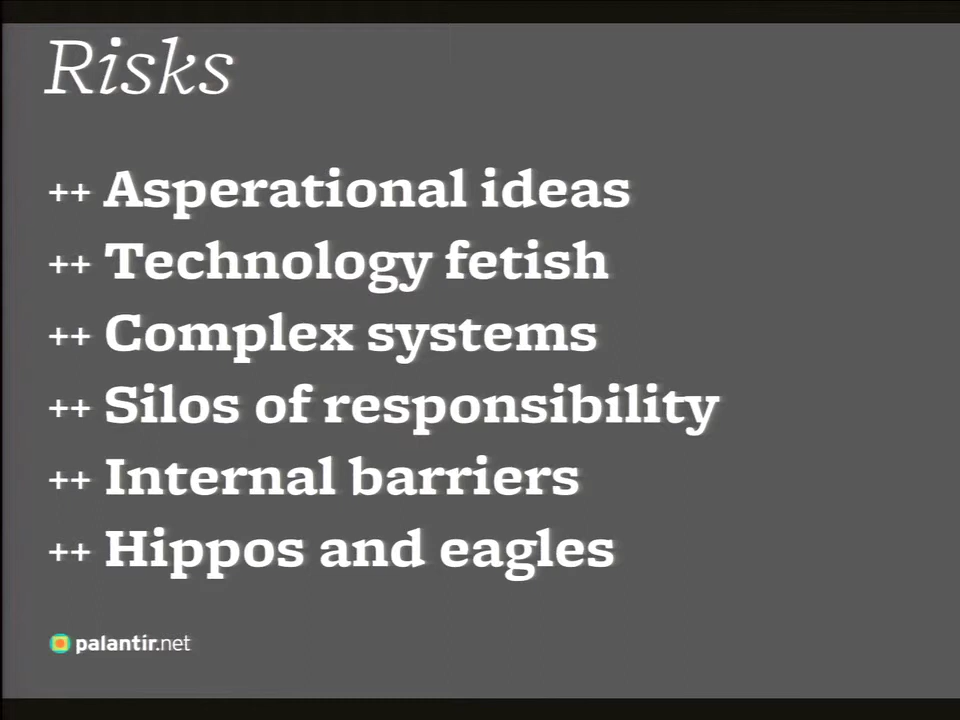 Risks
++ Asperational ideas
++ Technology fetish
++ Complex systems
++ Silos of responsibility
++ Internal barriers
++ Hippos and eagles
palantir.net